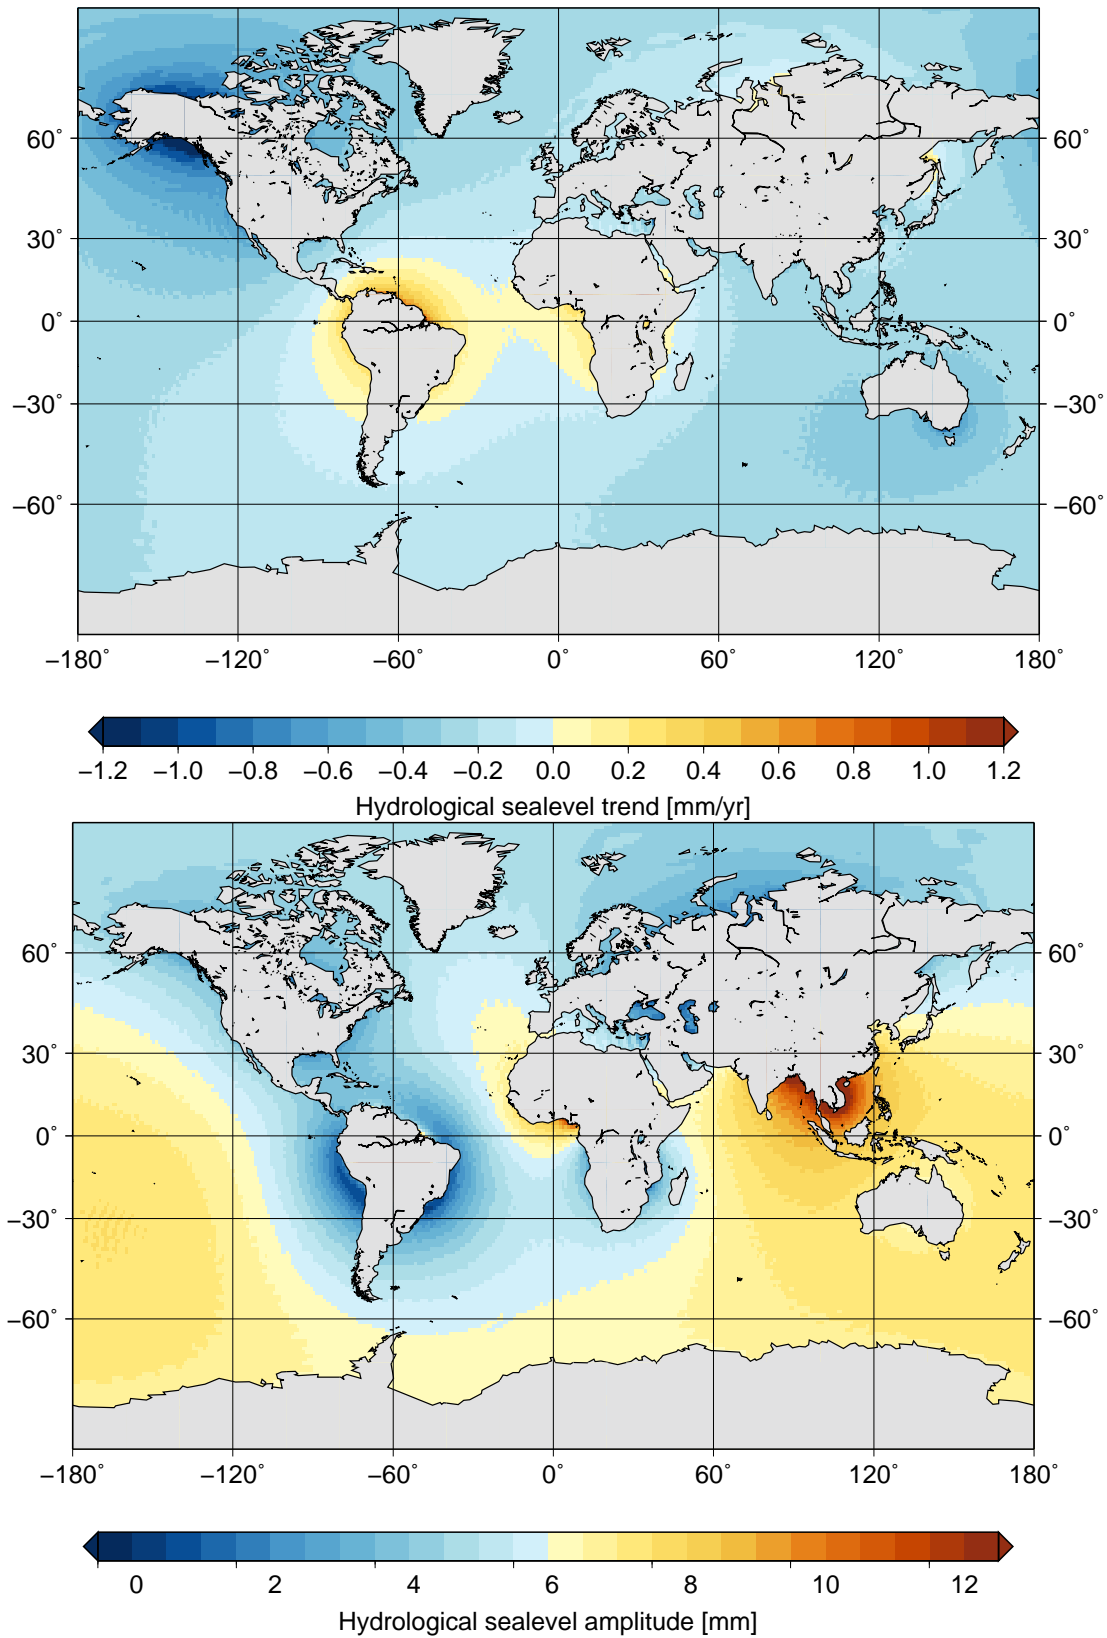 60˚ 60˚
30˚ 30˚
0˚ 0˚
−30˚ −30˚
−60˚ −60˚
−180˚ −120˚ −60˚ 0˚ 60˚ 120˚ 180˚
−1.2 −1.0 −0.8 −0.6 −0.4 −0.2 0.0 0.2 0.4 0.6 0.8 1.0 1.2
Hydrological sealevel trend [mm/yr]
60˚ 60˚
30˚ 30˚
0˚ 0˚
−30˚ −30˚
−60˚ −60˚
−180˚ −120˚ −60˚ 0˚ 60˚ 120˚ 180˚
0 2 4 6 8 10 12
Hydrological sealevel amplitude [mm]